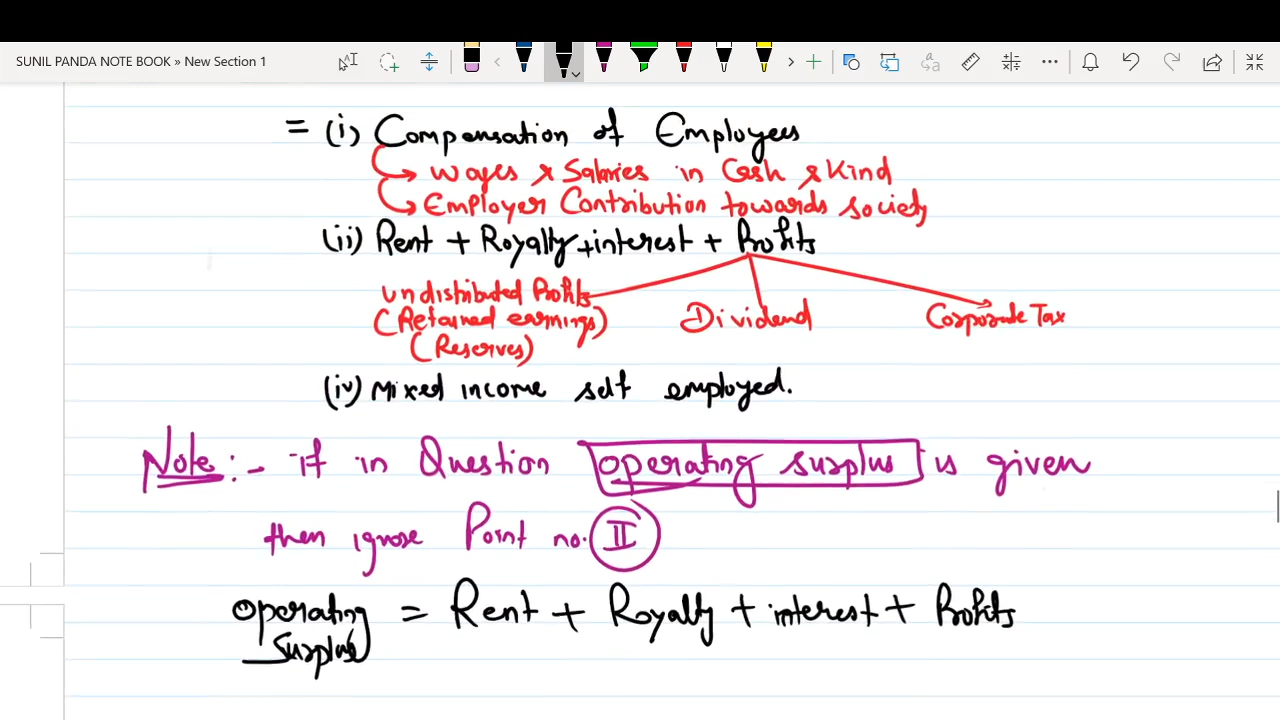 SUNIL PANDA NOTE BOOK » New Section 1
= (i) Compensation of Employees
→ Wages & Salaries in Cash & Kind
→ Employer Contribution towards society
(ii) Rent + Royalty + interest + Profits
undistributed Profits
(Retained earnings)
(Reserves)
Dividend
Corporate Tax
(iv) Mixed income self employed.
Note:- if in Question operating surplus is given
then ignore Point no. II
operating surplus = Rent + Royalty + interest + Profits